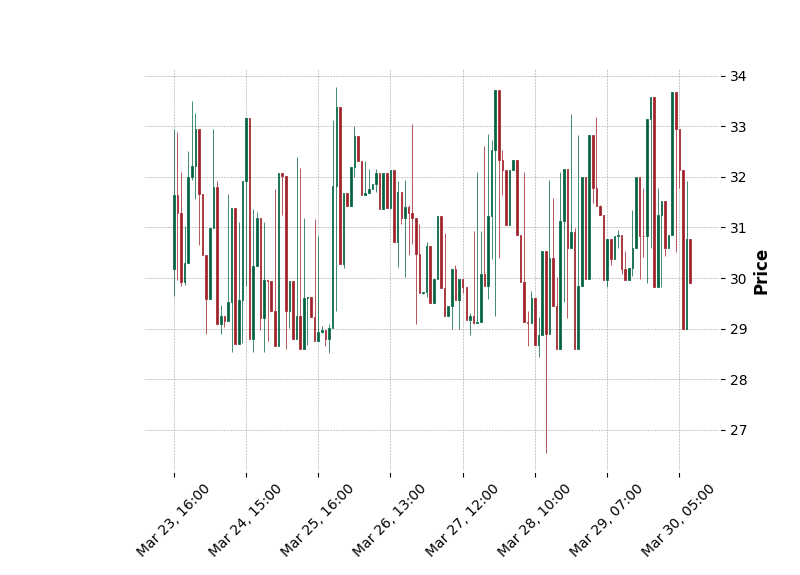 34
33
32
31
30
29
28
27
Price
Mar 23, 16:00
Mar 24, 15:00
Mar 25, 16:00
Mar 26, 13:00
Mar 27, 12:00
Mar 28, 10:00
Mar 29, 07:00
Mar 30, 05:00